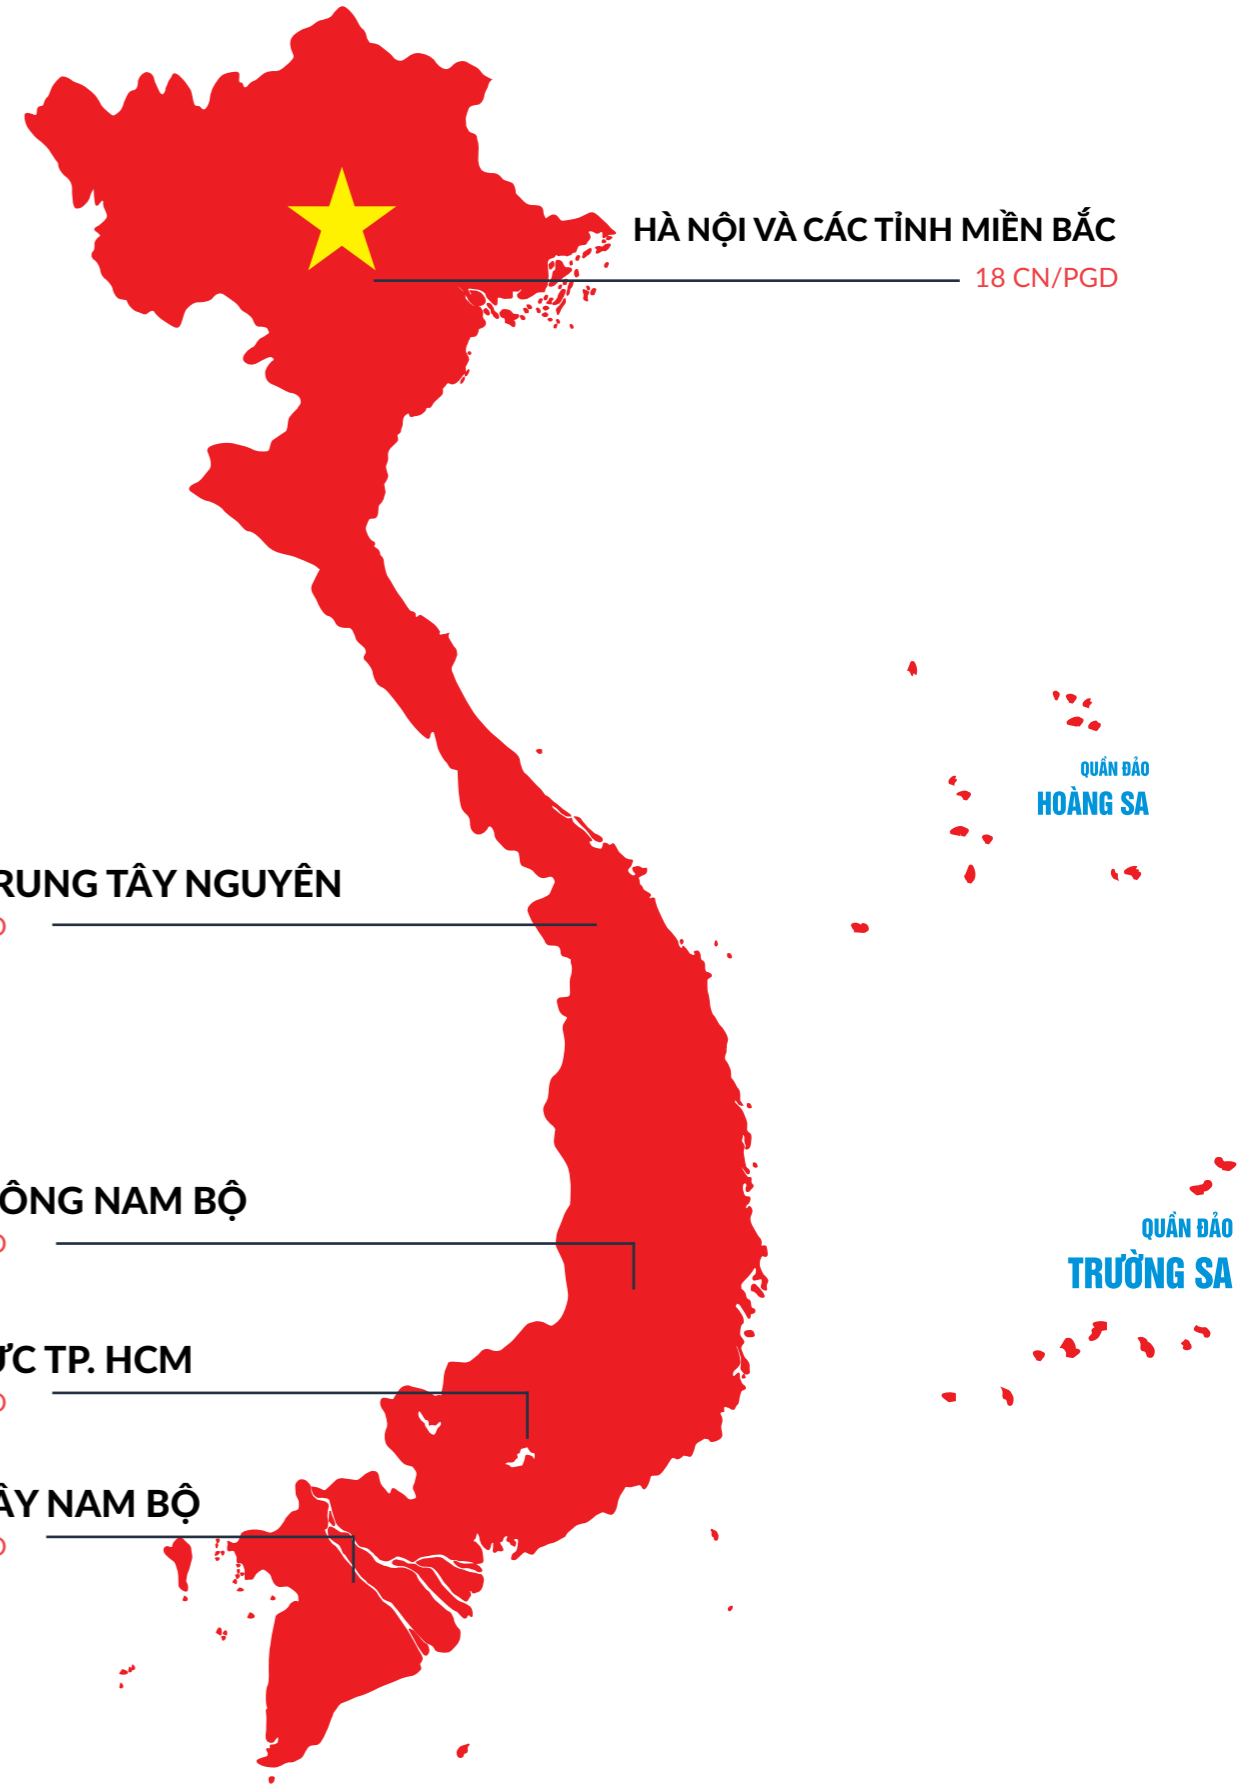 HÀ NỘI VÀ CÁC TỈNH MIỀN BẮC
18 CN/PGD
QUẦN ĐẢO
HOÀNG SA
RUNG TÂY NGUYÊN
D
ÔNG NAM BỘ
D
QUẦN ĐẢO
TRƯỜNG SA
ỰC TP. HCM
D
ÂY NAM BỘ
D